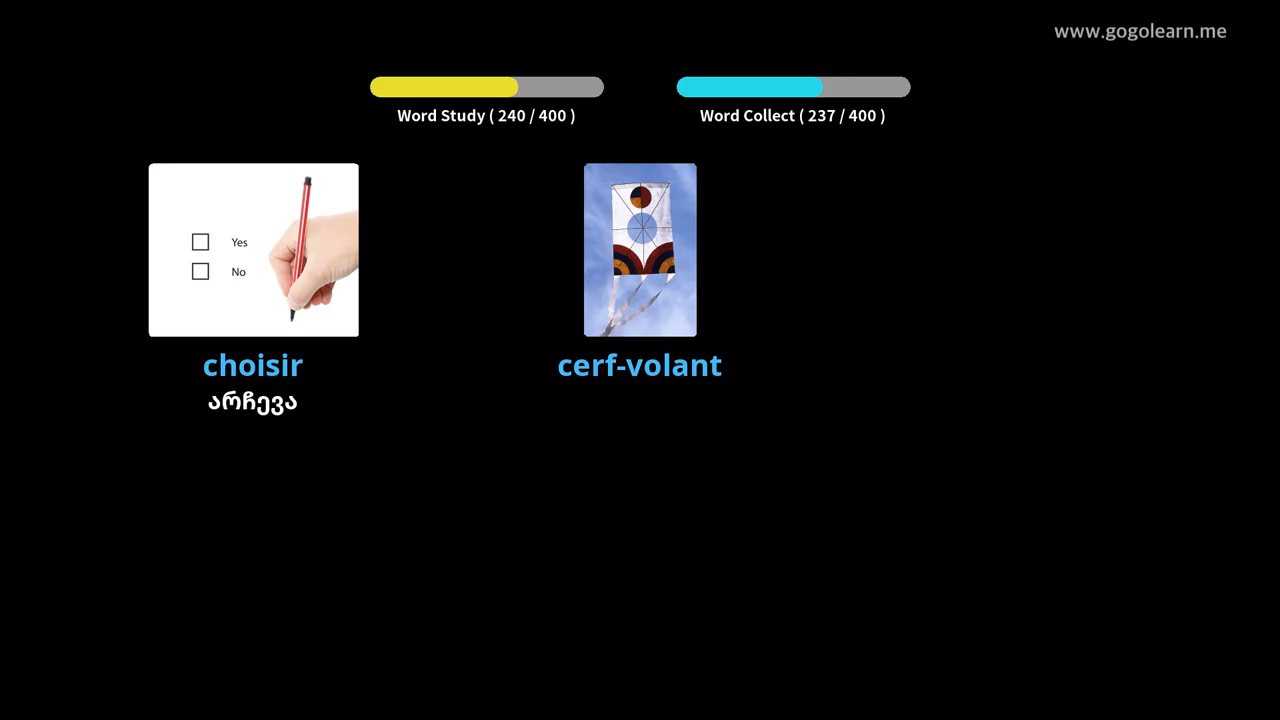 www.gogolearn.me
Word Study ( 240 / 400 )
Word Collect ( 237 / 400 )
Yes
No
choisir
არჩევა
cerf-volant